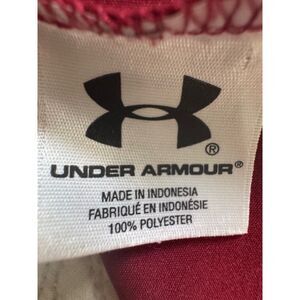 ®
UNDER ARMOUR®
MADE IN INDONESIA
FABRIQUÉ EN INDONÉSIE
100% POLYESTER